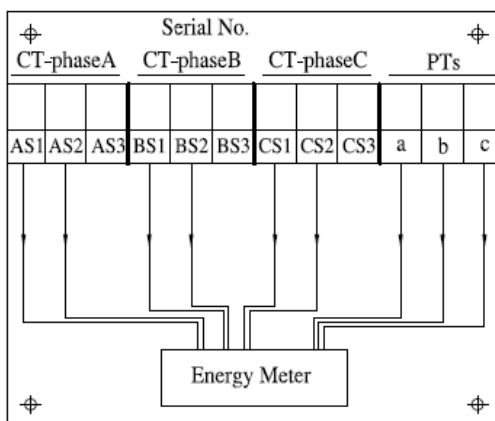 Serial No.
CT-phaseA CT-phaseB CT-phaseC PTs
AS1 AS2 AS3 BS1 BS2 BS3 CS1 CS2 CS3 a b c
Energy Meter